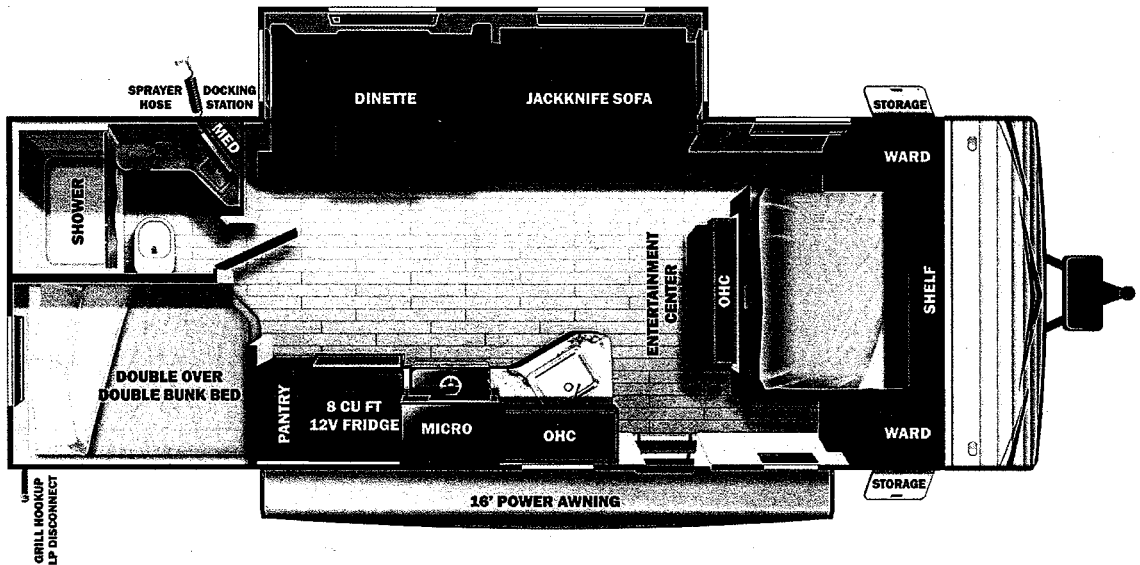 SPRAYER HOSE
DOCKING STATION
MED
DINETTE
JACKKNIFE SOFA
STORAGE
WARD
SHOWER
ENTERTAINMENT
CENTER
OHC
SHELF
DOUBLE OVER
DOUBLE BUNK BED
PANTRY
8 CU FT
12V FRIDGE
MICRO
OHC
WARD
STORAGE
16' POWER AWNING
GRILL HOOKUP
LP DISCONNECT